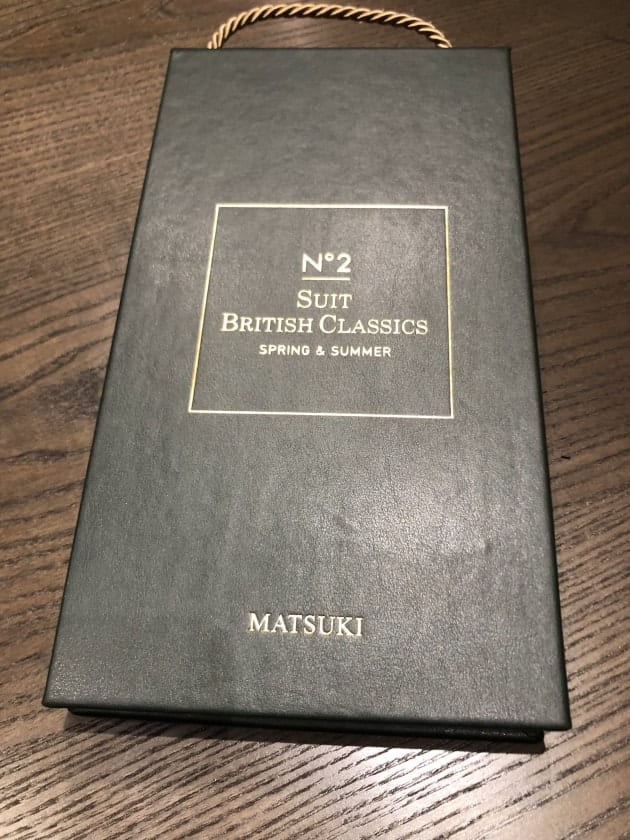 N°2
SUIT
BRITISH CLASSICS
SPRING & SUMMER
MATSUKI